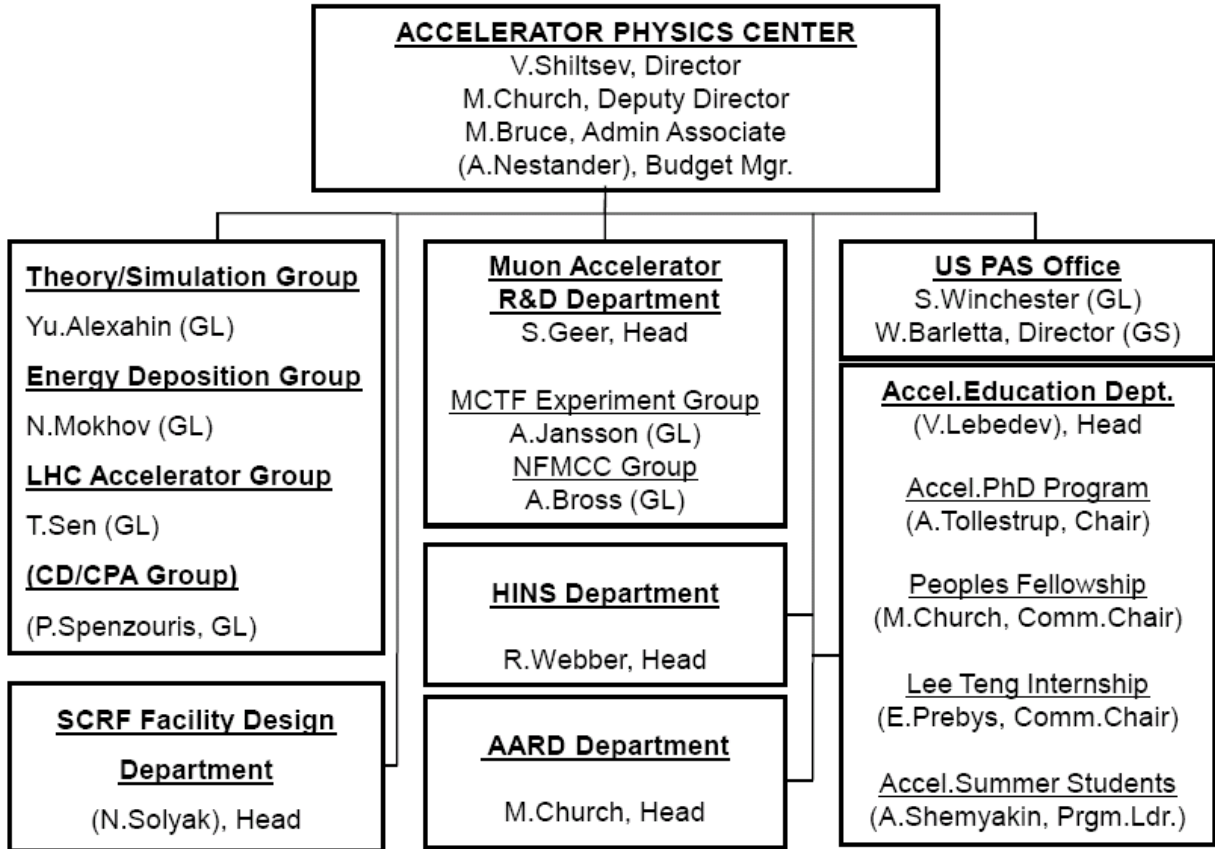 ACCELERATOR PHYSICS CENTER
V.Shiltsev, Director
M.Church, Deputy Director
M.Bruce, Admin Associate
(A.Nestander), Budget Mgr.
Theory/Simulation Group
Yu.Alexahin (GL)
Energy Deposition Group
N.Mokhov (GL)
LHC Accelerator Group
T.Sen (GL)
(CD/CPA Group)
(P.Spenzouris, GL)
SCRF Facility Design
Department
(N.Solyak), Head
Muon Accelerator
R&D Department
S.Geer, Head
MCTF Experiment Group
A.Jansson (GL)
NFMCC Group
A.Bross (GL)
HINS Department
R.Webber, Head
AARD Department
M.Church, Head
US PAS Office
S.Winchester (GL)
W.Barletta, Director (GS)
Accel.Education Dept.
(V.Lebedev), Head
Accel.PhD Program
(A.Tollestrup, Chair)
Peoples Fellowship
(M.Church, Comm.Chair)
Lee Teng Internship
(E.Prebys, Comm.Chair)
Accel.Summer Students
(A.Shemyakin, Prgm.Ldr.)